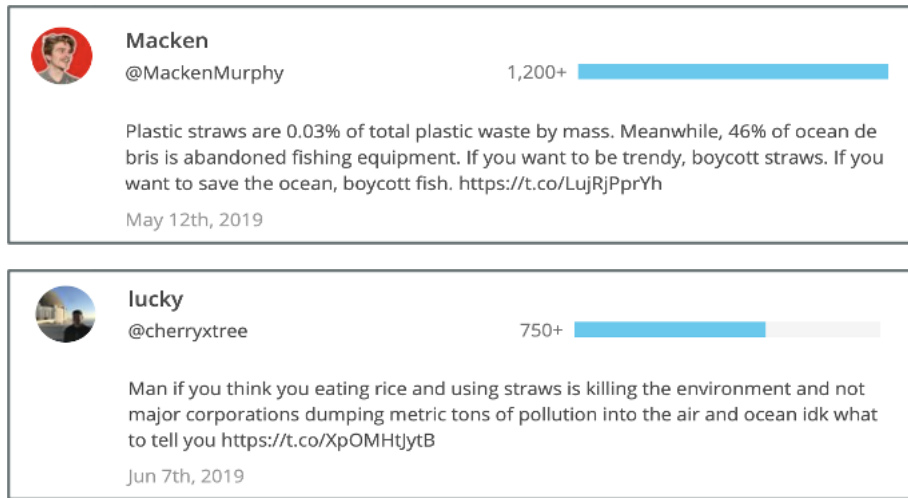 Macken
@MackenMurphy
1,200+
Plastic straws are 0.03% of total plastic waste by mass. Meanwhile, 46% of ocean de
bris is abandoned fishing equipment. If you want to be trendy, boycott straws. If you
want to save the ocean, boycott fish. https://t.co/LujRjPprYh
May 12th, 2019
lucky
@cherryxtree
750+
Man if you think you eating rice and using straws is killing the environment and not
major corporations dumping metric tons of pollution into the air and ocean idk what
to tell you https://t.co/XpOMHtJytB
Jun 7th, 2019